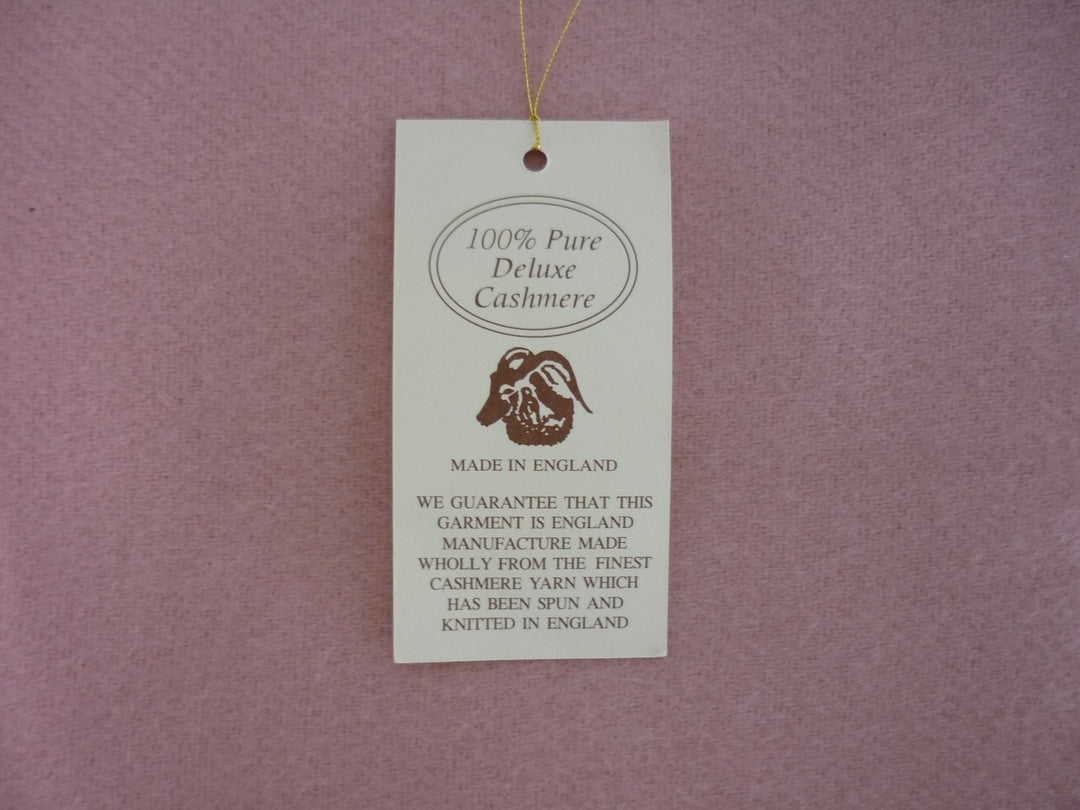 100% Pure
Deluxe
Cashmere
MADE IN ENGLAND
WE GUARANTEE THAT THIS
GARMENT IS ENGLAND
MANUFACTURE MADE
WHOLLY FROM THE FINEST
CASHMERE YARN WHICH
HAS BEEN SPUN AND
KNITTED IN ENGLAND